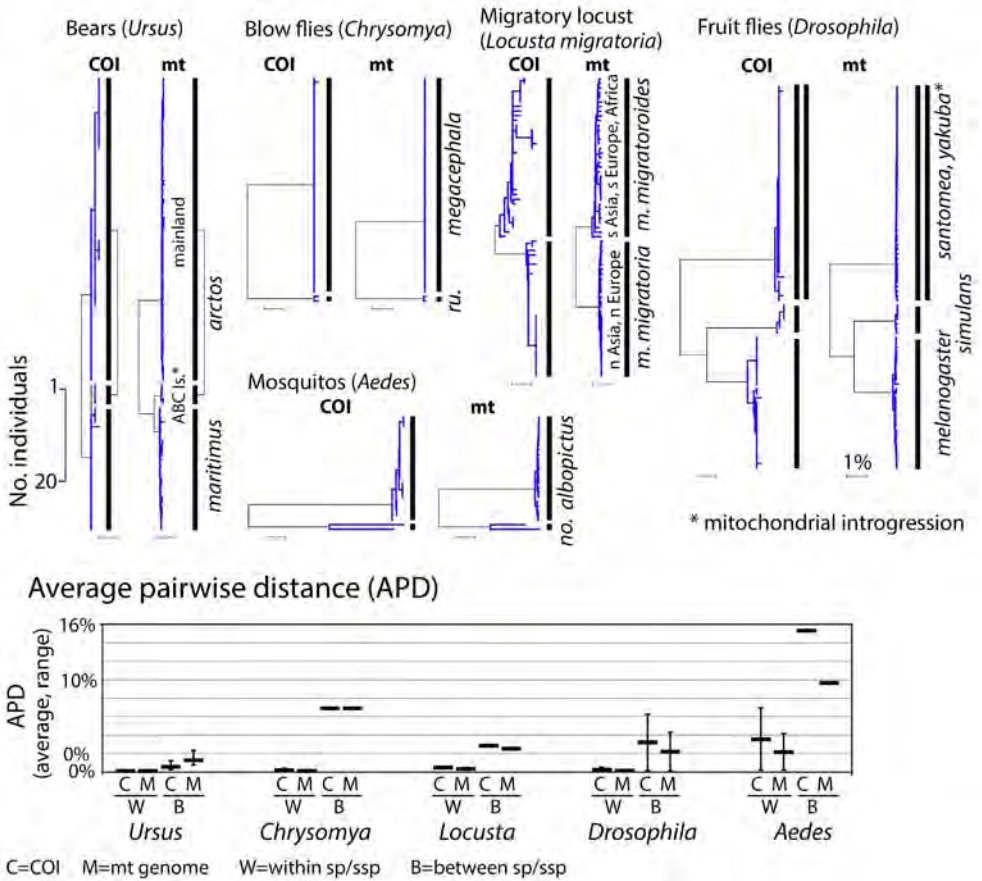 Bears (Ursus)
COI mt
mainland
ABC Is.*
arctos
maritimus
No. individuals
1
20
Blow flies (Chrysomya)
COI mt
megacephala
ru.
Migratory locust
(Locusta migratoria)
COI mt
s Asia, s Europe, Africa
n Asia, n Europe
m. migratoroides
m. migratoria
Fruit flies (Drosophila)
COI mt
santomea, yakuba*
simulans
melanogaster
1%
Mosquitos (Aedes)
COI mt
albopictus
no.
* mitochondrial introgression
Average pairwise distance (APD)
APD
(average, range)
16%
10%
0%
0%
C M C M C M C M C M C M C M C M C M C M
W B W B W B W B W B
Ursus Chrysomya Locusta Drosophila Aedes
C=COI M=mt genome W=within sp/ssp B=between sp/ssp